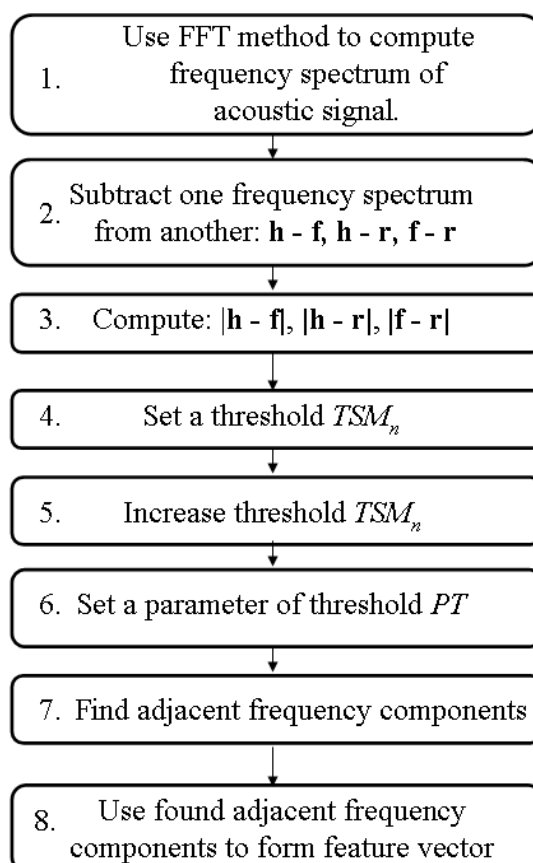 1. Use FFT method to compute
frequency spectrum of
acoustic signal.
2. Subtract one frequency spectrum
from another: h - f, h - r, f - r
3. Compute: |h - f|, |h - r|, |f - r|
4. Set a threshold TSMₙ
5. Increase threshold TSMₙ
6. Set a parameter of threshold PT
7. Find adjacent frequency components
8. Use found adjacent frequency
components to form feature vector